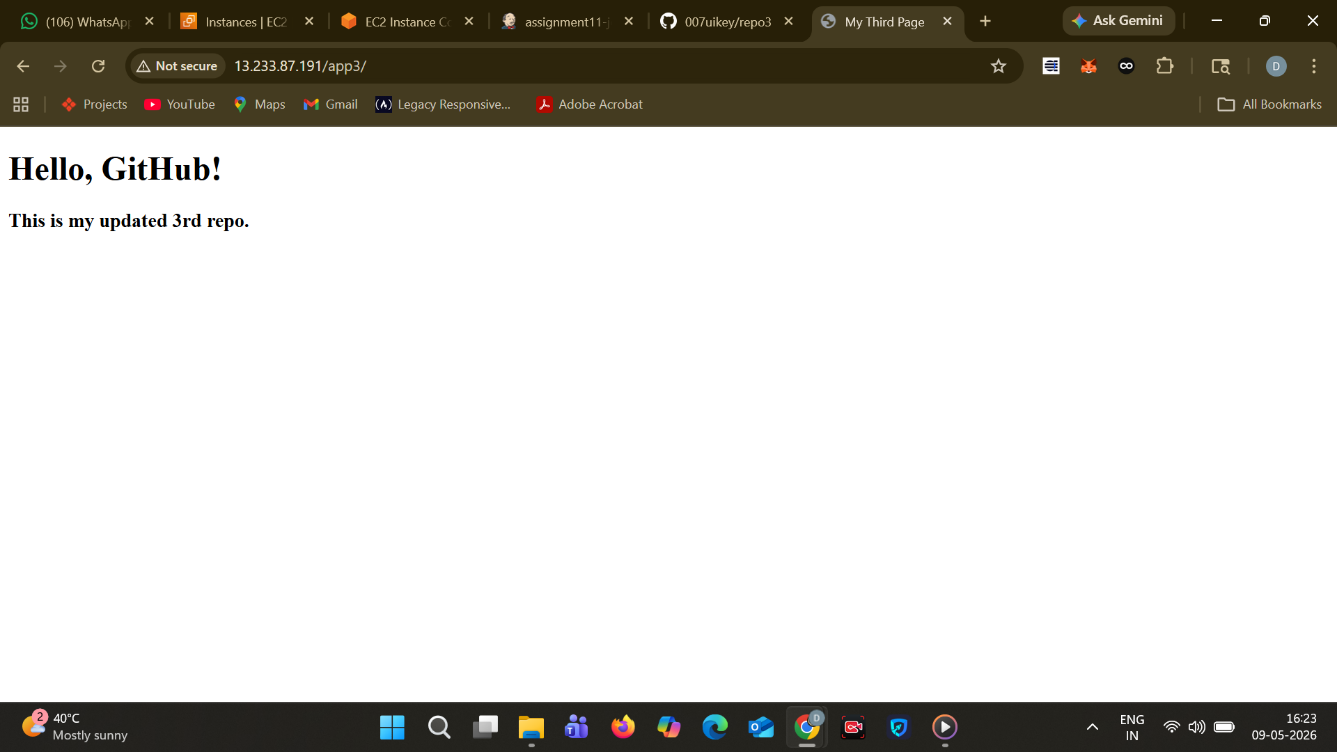 (106) WhatsApp
Instances | EC2
EC2 Instance Co
assignment11-j
007uikey/repo3
My Third Page
Ask Gemini
Not secure
13.233.87.191/app3/
D
Projects
YouTube
Maps
Gmail
(A) Legacy Responsive...
Adobe Acrobat
All Bookmarks
Hello, GitHub!
This is my updated 3rd repo.
2
40°C
Mostly sunny
D
ENG
IN
16:23
09-05-2026